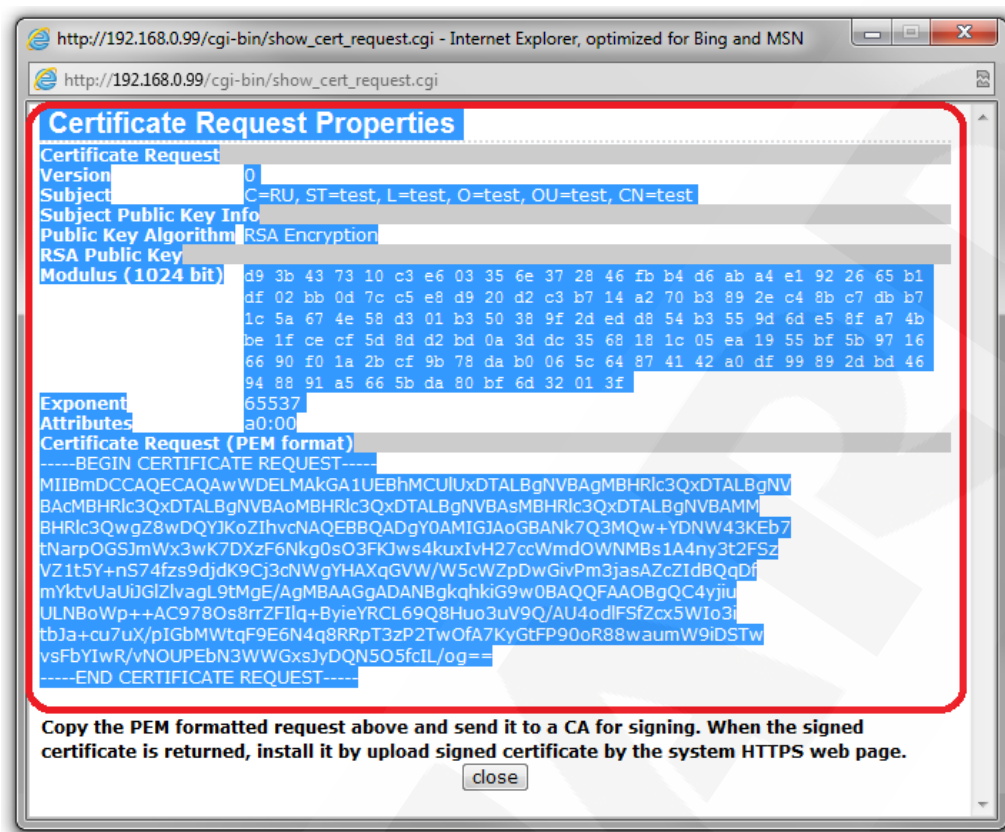 http://192.168.0.99/cgi-bin/show_cert_request.cgi - Internet Explorer, optimized for Bing and MSN
http://192.168.0.99/cgi-bin/show_cert_request.cgi
Certificate Request Properties
Certificate Request
Version 0
Subject C=RU, ST=test, L=test, O=test, OU=test, CN=test
Subject Public Key Info
Public Key Algorithm RSA Encryption
RSA Public Key
Modulus (1024 bit) d9 3b 43 73 10 c3 e6 03 35 6e 37 28 46 fb b4 d6 ab a4 e1 92 26 65 b1
df 02 bb 0d 7c c5 e8 d9 20 d2 c3 b7 14 a2 70 b3 89 2e c4 8b c7 db b7
1c 5a 67 4e 58 d3 01 b3 50 38 9f 2d ed d8 54 b3 55 9d 6d e5 8f a7 4b
be 1f ce cf 5d 8d d2 bd 0a 3d dc 35 68 18 1c 05 ea 19 55 bf 5b 97 16
66 90 f0 1a 2b cf 9b 78 da b0 06 5c 64 87 41 42 a0 df 99 89 2d bd 46
94 88 91 a5 66 5b da 80 bf 6d 32 01 3f
Exponent 65537
Attributes a0:00
Certificate Request (PEM format)
-----BEGIN CERTIFICATE REQUEST-----
MIIBmDCCAQECAQAwWDELMAkGA1UEBhMCUlUxDTALBgNVBAgMBHRlc3QxDTALBgNV
BAcMBHRlc3QxDTALBgNVBAoMBHRlc3QxDTALBgNVBAsMBHRlc3QxDTALBgNVBAMM
BHRlc3QwgZ8wDQYJKoZIhvcNAQEBBQADgY0AMIGJAoGBANk7Q3MQw+YDNW43KEb7
tNarpOGSJmWx3wK7DXzF6Nkg0sO3FKJws4kuxIvH27ccWmdOWNMBs1A4ny3t2FSz
VZ1t5Y+nS74fzs9djdK9Cj3cNWgYHAXqGVW/W5cWZpDwGivPm3jasAZcZIdBQqDf
mYktvUaUiJGlZlvagL9tMgE/AgMBAAGgADANBgkqhkiG9w0BAQQFAAOBgQC4yjiu
ULNBoWp++AC978Os8rrZFIlq+ByieYRCL69Q8Huo3uV9Q/AU4odlFSfZcx5WIo3i
tbJa+cu7uX/pIGbMWtqF9E6N4q8RRpT3zP2TwOfA7KyGtFP90oR88waumW9iDSTw
vsFbYIwR/vNOUPEbN3WWGxsJyDQN5O5fcIL/og==
-----END CERTIFICATE REQUEST-----
Copy the PEM formatted request above and send it to a CA for signing. When the signed
certificate is returned, install it by upload signed certificate by the system HTTPS web page.
close